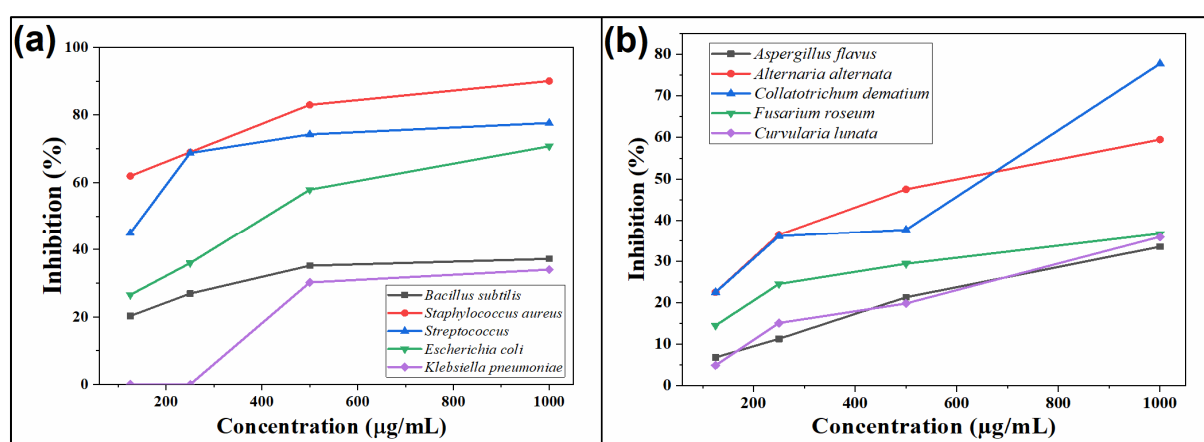 (a)
100
80
60
40
20
0
Inhibition (%)
Bacillus subtilis
Staphylococcus aureus
Streptococcus
Escherichia coli
Klebsiella pneumoniae
200
400
600
800
1000
Concentration (µg/mL)
(b)
80
70
60
50
40
30
20
10
0
Inhibition (%)
Aspergillus flavus
Alternaria alternata
Collatotrichum dematium
Fusarium roseum
Curvularia lunata
200
400
600
800
1000
Concentration (µg/mL)